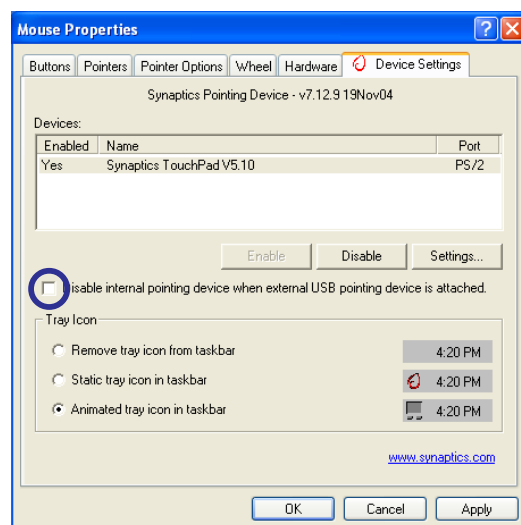 Mouse Properties
Buttons Pointers Pointer Options Wheel Hardware Device Settings
Synaptics Pointing Device - v7.12.9 19Nov04
Devices:
Enabled Name Port
Yes Synaptics TouchPad V5.10 PS/2
Enable Disable Settings...
Disable internal pointing device when external USB pointing device is attached.
Tray Icon
Remove tray icon from taskbar 4:20 PM
Static tray icon in taskbar 4:20 PM
Animated tray icon in taskbar 4:20 PM
www.synaptics.com
OK Cancel Apply